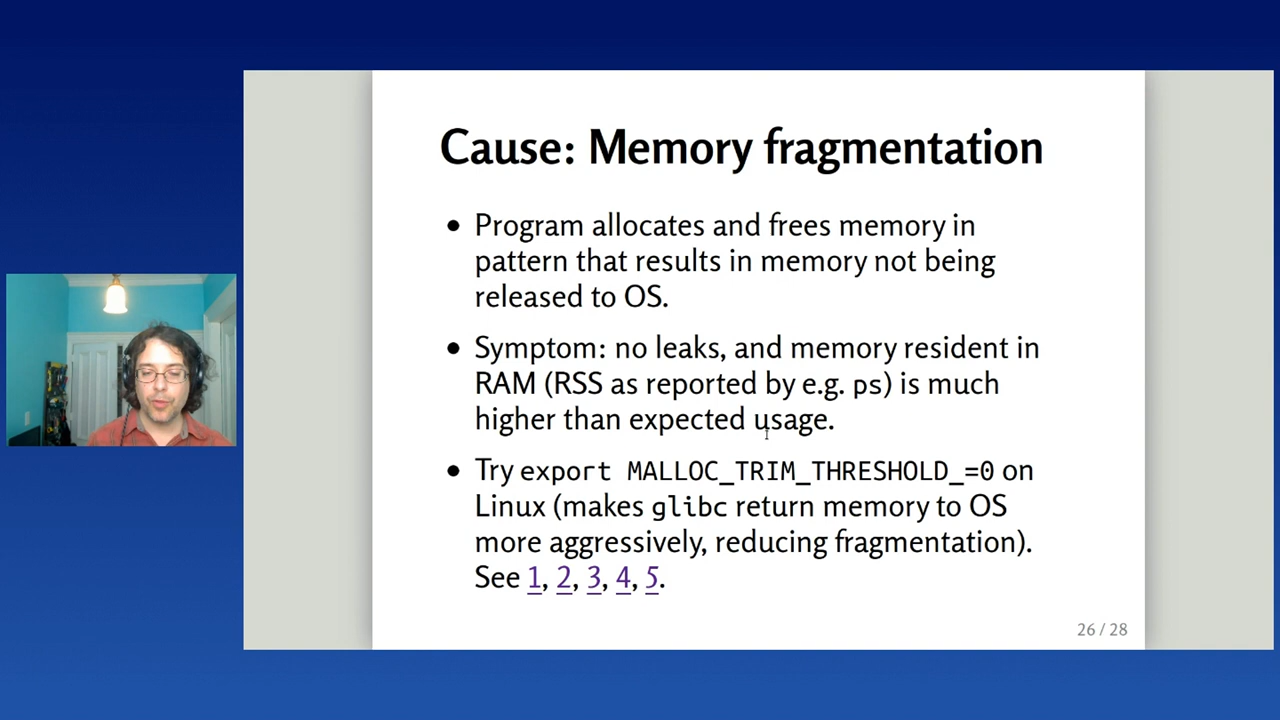 Cause: Memory fragmentation
• Program allocates and frees memory in
pattern that results in memory not being
released to OS.
• Symptom: no leaks, and memory resident in
RAM (RSS as reported by e.g. ps) is much
higher than expected usage.
• Try export MALLOC_TRIM_THRESHOLD_=0 on
Linux (makes glibc return memory to OS
more aggressively, reducing fragmentation).
See 1, 2, 3, 4, 5.
26 / 28